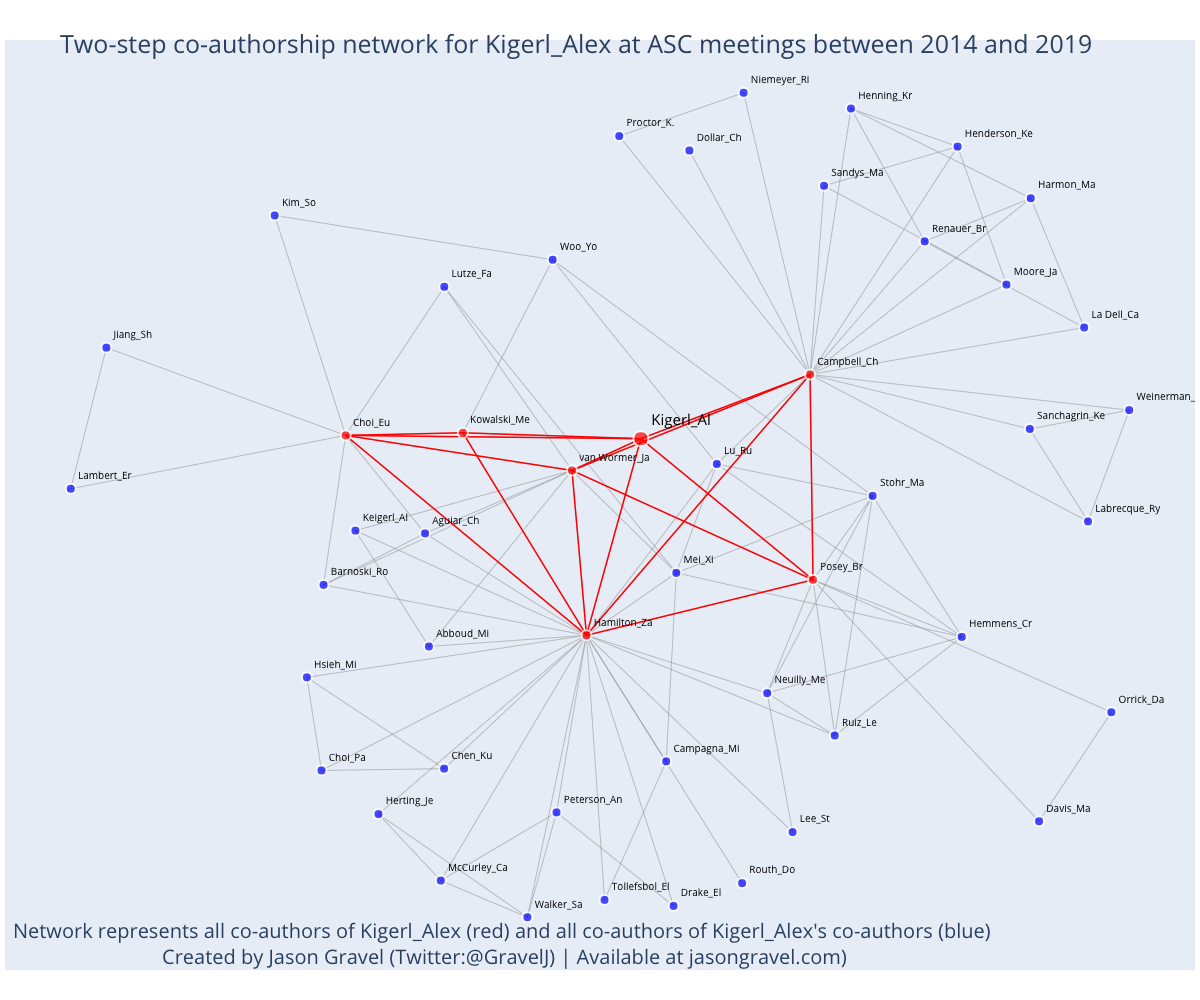 Two-step co-authorship network for Kigerl_Alex at ASC meetings between 2014 and 2019
Niemeyer_Ri
Henning_Kr
Proctor_K.
Dollar_Ch
Henderson_Ke
Sandys_Ma
Harmon_Ma
Kim_So
Renauer_Br
Woo_Yo
Lutze_Fa
Moore_Ja
La Dell_Ca
Jiang_Sh
Campbell_Ch
Weinerman_
Choi_Eu
Kowalski_Me
Kigerl_Al
Sanchagrin_Ke
van Wormer_Ja
Lu_Ru
Lambert_Er
Stohr_Ma
Labrecque_Ry
Keigerl_Al
Aguiar_Ch
Mei_Xi
Posey_Br
Barnoski_Ro
Hamilton_Za
Hemmens_Cr
Abboud_Mi
Hsieh_Mi
Neuilly_Me
Orrick_Da
Ruiz_Le
Choi_Pa
Chen_Ku
Campagna_Mi
Herting_Je
Peterson_An
Davis_Ma
Lee_St
McCurley_Ca
Routh_Do
Tollefsbol_El
Drake_El
Walker_Sa
Network represents all co-authors of Kigerl_Alex (red) and all co-authors of Kigerl_Alex's co-authors (blue)
Created by Jason Gravel (Twitter:@GravelJ) | Available at jasongravel.com)